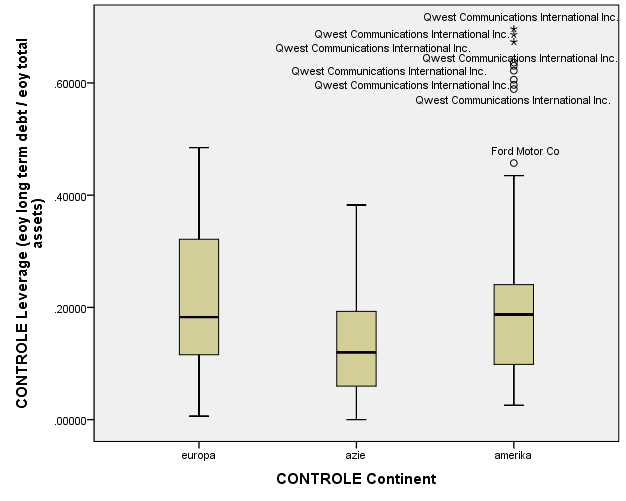 Qwest Communications International Inc.
Qwest Communications International Inc.
Qwest Communications International Inc.
Qwest Communications International Inc.
Qwest Communications International Inc.
Qwest Communications International Inc.
Qwest Communications International Inc.
Ford Motor Co
.60000
.40000
.20000
.00000
CONTROLE Leverage (eoy long term debt / eoy total
assets)
europa
azie
amerika
CONTROLE Continent